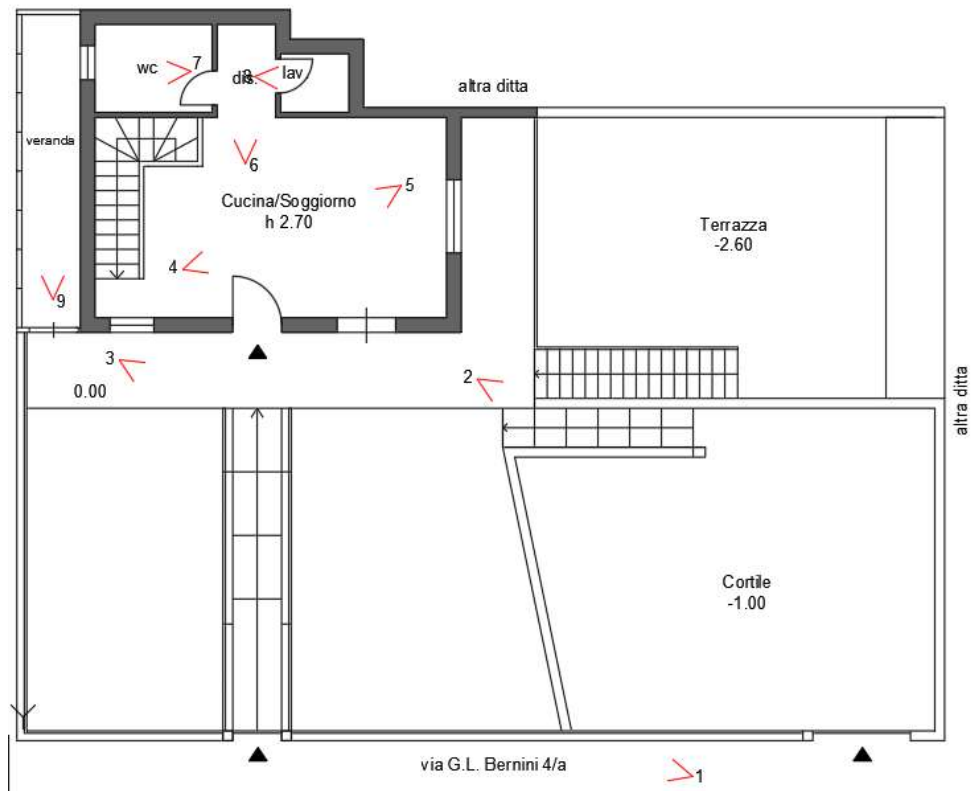 wc
7
8
dis.
lav
altra ditta
veranda
6
5
Cucina/Soggiorno
h 2.70
Terrazza
-2.60
4
9
3
2
0.00
altra ditta
Cortile
-1.00
via G.L. Bernini 4/a
1